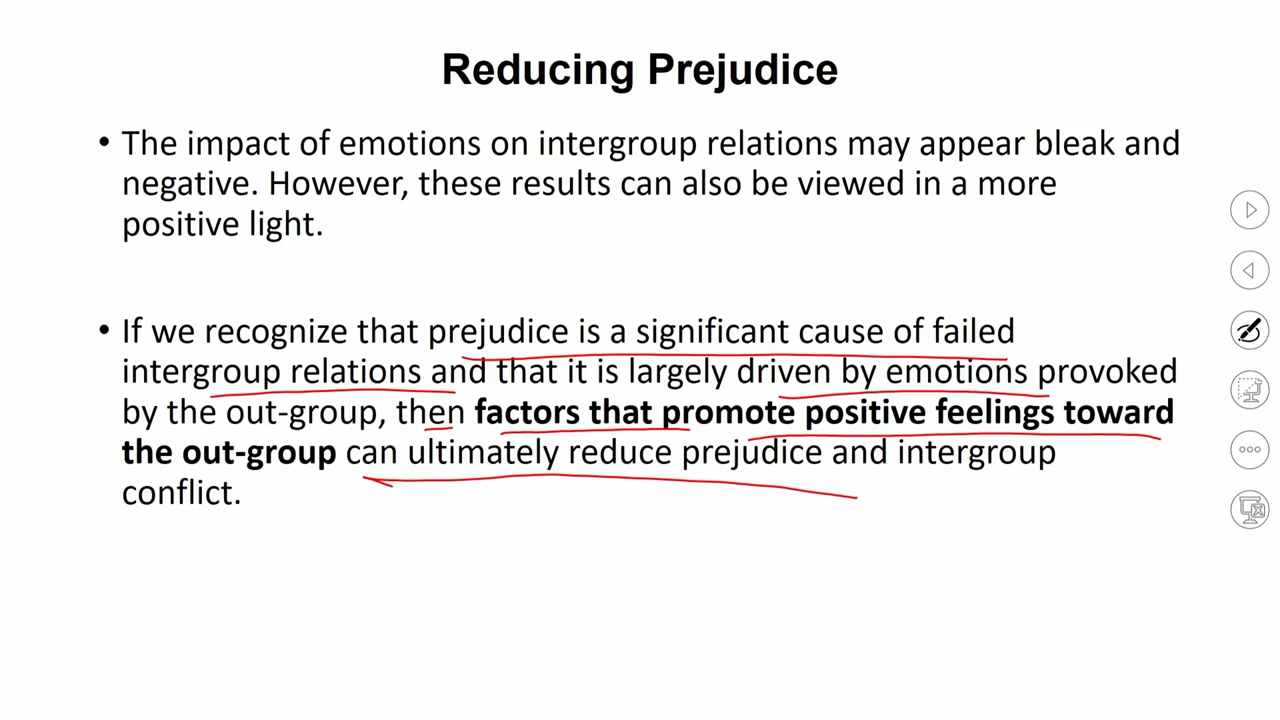 Reducing Prejudice
• The impact of emotions on intergroup relations may appear bleak and
negative. However, these results can also be viewed in a more
positive light.
• If we recognize that prejudice is a significant cause of failed
intergroup relations and that it is largely driven by emotions provoked
by the out-group, then factors that promote positive feelings toward
the out-group can ultimately reduce prejudice and intergroup
conflict.